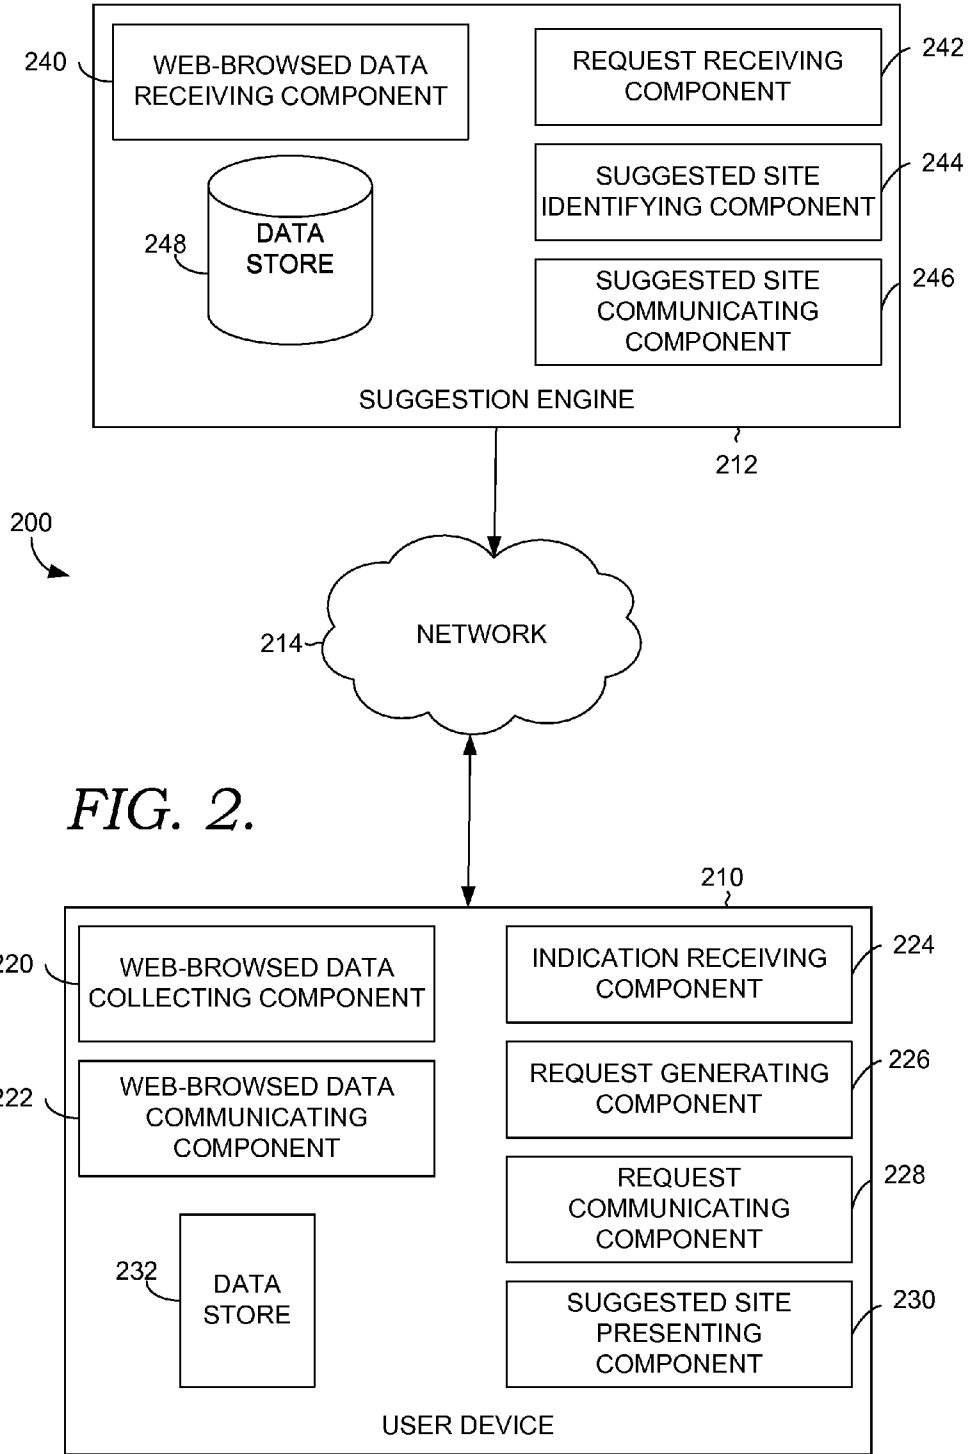 240
WEB-BROWSED DATA
RECEIVING COMPONENT
REQUEST RECEIVING
COMPONENT
242
SUGGESTED SITE
IDENTIFYING COMPONENT
244
248
DATA
STORE
SUGGESTED SITE
COMMUNICATING
COMPONENT
246
SUGGESTION ENGINE
212
200
214
NETWORK
FIG. 2.
210
220
WEB-BROWSED DATA
COLLECTING COMPONENT
INDICATION RECEIVING
COMPONENT
224
222
WEB-BROWSED DATA
COMMUNICATING
COMPONENT
REQUEST GENERATING
COMPONENT
226
REQUEST
COMMUNICATING
COMPONENT
228
232
DATA
STORE
SUGGESTED SITE
PRESENTING
COMPONENT
230
USER DEVICE